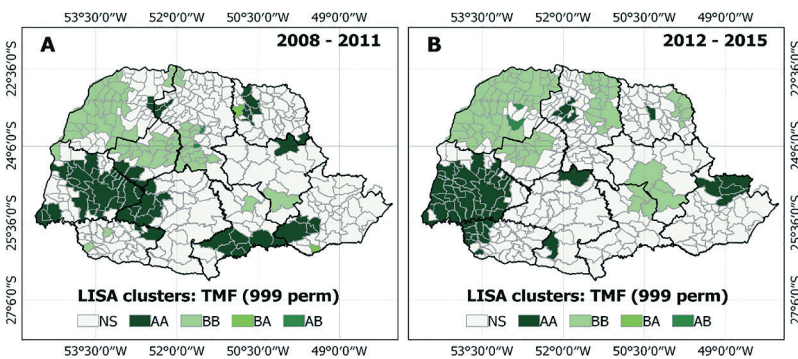 53°30′0″W 52°0′0″W 50°30′0″W 49°0′0″W 53°30′0″W 52°0′0″W 50°30′0″W 49°0′0″W
A 2008 - 2011 B 2012 - 2015
22°36′0″S 22°36′0″S
24°6′0″S 24°6′0″S
25°36′0″S 25°36′0″S
27°6′0″S 27°6′0″S
LISA clusters: TMF (999 perm) LISA clusters: TMF (999 perm)
NS AA BB BA AB NS AA BB BA AB
53°30′0″W 52°0′0″W 50°30′0″W 49°0′0″W 53°30′0″W 52°0′0″W 50°30′0″W 49°0′0″W